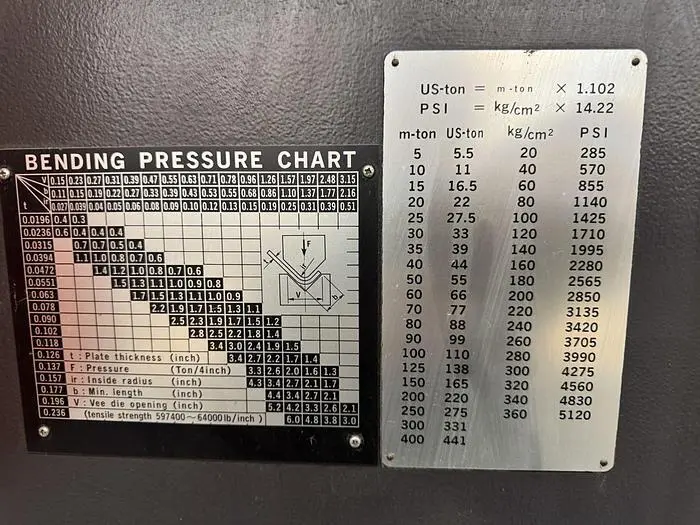 BENDING PRESSURE CHART
V 0.15 0.23 0.27 0.31 0.39 0.47 0.55 0.63 0.71 0.78 0.96 1.26 1.57 1.97 2.48 3.15
b 0.11 0.15 0.19 0.22 0.27 0.33 0.39 0.43 0.53 0.55 0.68 0.86 1.10 1.37 1.77 2.16
t ir 0.027 0.039 0.04 0.05 0.06 0.08 0.09 0.10 0.12 0.13 0.15 0.19 0.25 0.31 0.39 0.51
0.0196 0.4 0.3
0.0236 0.6 0.4 0.4 0.4
0.0315 0.7 0.7 0.5 0.4
0.0394 1.1 1.0 0.8 0.7 0.6
0.0472 1.4 1.2 1.0 0.8 0.7 0.6
0.0551 1.5 1.3 1.1 1.0 0.9 0.8
0.063 1.7 1.5 1.3 1.1 1.0 0.9
0.078 2.2 1.9 1.7 1.5 1.3 1.1
0.090 2.5 2.3 1.9 1.7 1.5 1.2
0.102 2.8 2.5 2.2 1.8 1.4
0.118 3.4 3.0 2.4 1.9 1.5
0.126 t : Plate thickness (inch) 3.4 2.7 2.2 1.7 1.4
0.137 F : Pressure (Ton/4inch) 3.3 2.6 2.0 1.6 1.3
0.157 ir : Inside radius (inch) 4.3 3.4 2.7 2.1 1.7
0.177 b : Min. length (inch) 4.4 3.4 2.7 2.1
0.196 V : Vee die opening (inch) 5.2 4.2 3.3 2.6 2.1
0.236 (tensile strength 597400~64000lb/inch) 6.0 4.8 3.8 3.0
F
V
b
US-ton = m-ton × 1.102
PSI = kg/cm² × 14.22
m-ton US-ton kg/cm² PSI
5 5.5 20 285
10 11 40 570
15 16.5 60 855
20 22 80 1140
25 27.5 100 1425
30 33 120 1710
35 39 140 1995
40 44 160 2280
50 55 180 2565
60 66 200 2850
70 77 220 3135
80 88 240 3420
90 99 260 3705
100 110 280 3990
125 138 300 4275
150 165 320 4560
200 220 340 4830
250 275 360 5120
300 331
400 441